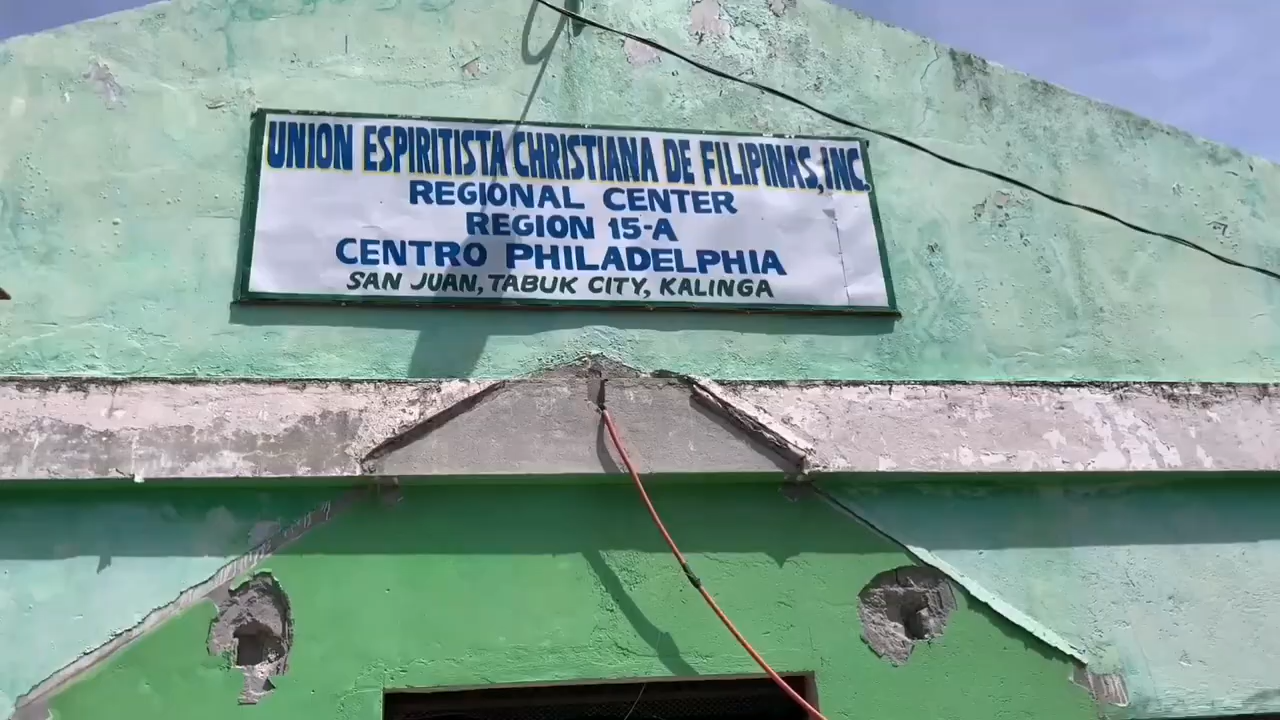 UNION ESPIRITISTA CHRISTIANA DE FILIPINAS, INC.
REGIONAL CENTER
REGION 15-A
CENTRO PHILADELPHIA
SAN JUAN, TABUK CITY, KALINGA